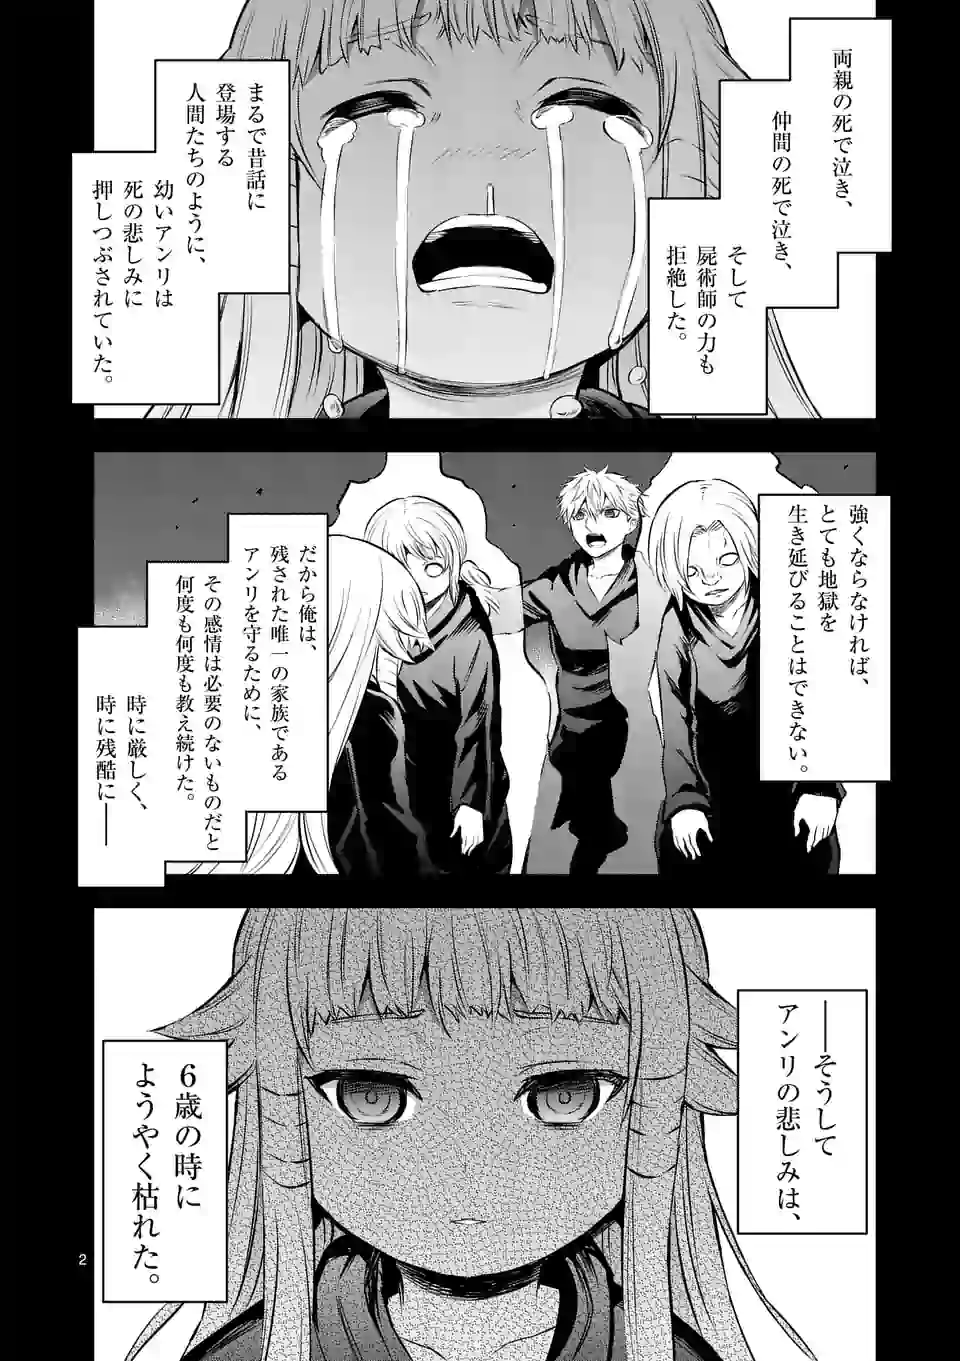 両親の死で泣き、
仲間の死で泣き、
そして
屍術師の力も
拒絶した。
まるで昔話に
登場する
人間たちのように、
幼いアンリは
死の悲しみに
押しつぶされていた。
強くならなければ、
とても地獄を
生き延びることはできない。
だから俺は、
残された唯一の家族である
アンリを守るために、
その感情は必要のないものだと
何度も何度も教え続けた。
時に厳しく、
時に残酷に──
──そうして
アンリの悲しみは、
6歳の時に
ようやく枯れた。
2